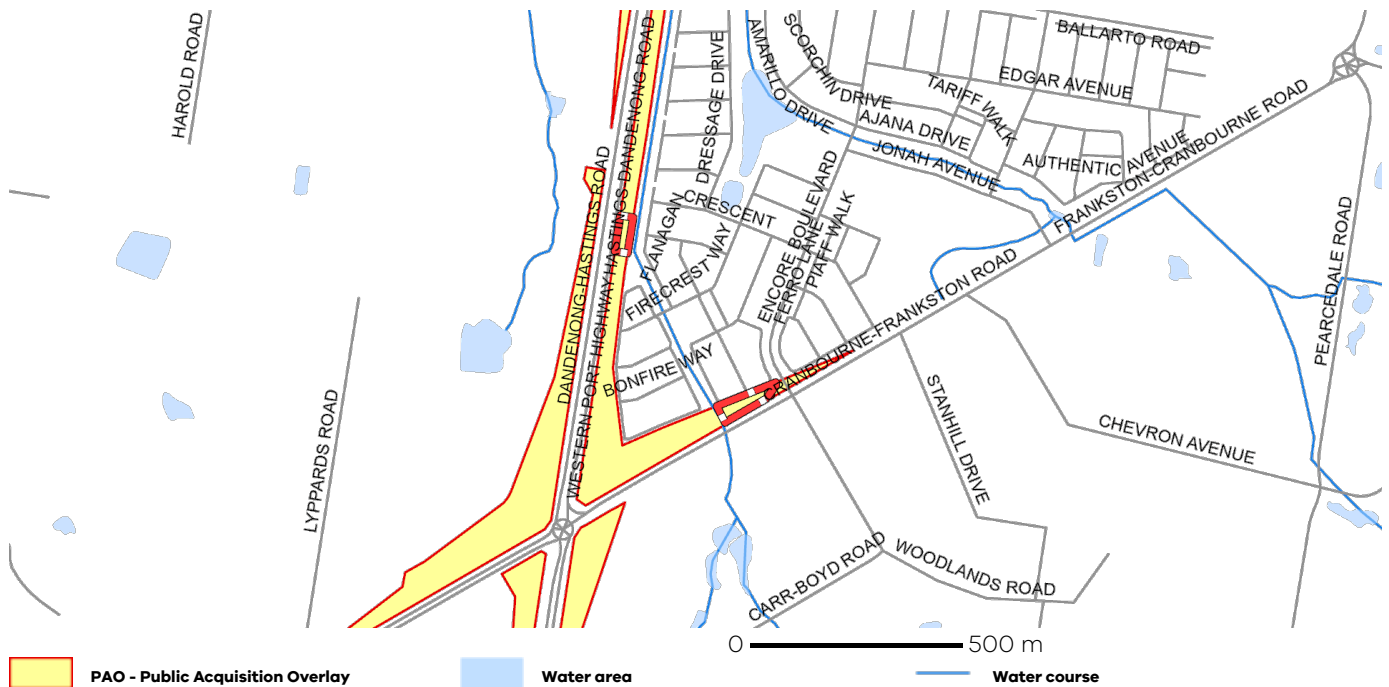 HAROLD ROAD
DANDENONG ROAD
DRESSAGE DRIVE
AMARILLO DRIVE
SCORCHIN DRIVE
BALLARTO ROAD
EDGAR AVENUE
TARIFF WALK
AJANA DRIVE
JONAH AVENUE
AUTHENTIC AVENUE
FRANKSTON-CRANBOURNE ROAD
DANDENONG-HASTINGS ROAD
WESTERN PORT HIGHWAY HASTINGS
FLANAGAN
CRESCENT
FIRECREST WAY
ENCORE BOULEVARD
FERRO LANE
PIAFF WALK
PEARCEDALE ROAD
BONFIRE WAY
CRANBOURNE-FRANKSTON ROAD
LYPPARDS ROAD
STANHILL DRIVE
CHEVRON AVENUE
CARR-BOYD ROAD
WOODLANDS ROAD
0 500 m
PAO - Public Acquisition Overlay
Water area
Water course